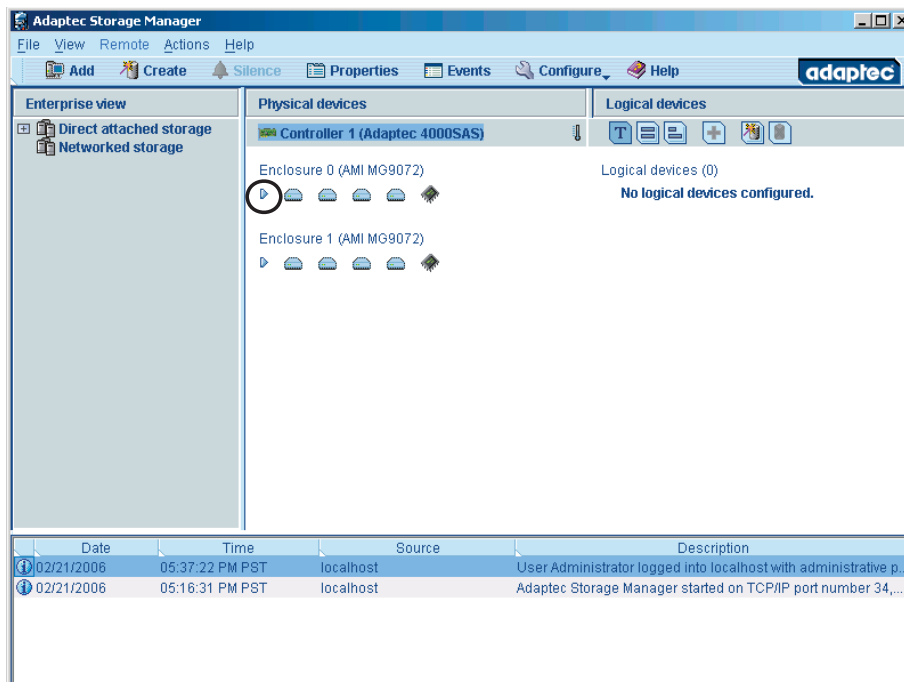 Adaptec Storage Manager
File View Remote Actions Help
Add Create Silence Properties Events Configure Help adaptec
Enterprise view
Direct attached storage
Networked storage
Physical devices
Controller 1 (Adaptec 4000SAS)
Enclosure 0 (AMI MG9072)
Enclosure 1 (AMI MG9072)
Logical devices
T
Logical devices (0)
No logical devices configured.
Date Time Source Description
02/21/2006 05:37:22 PM PST localhost User Administrator logged into localhost with administrative p...
02/21/2006 05:16:31 PM PST localhost Adaptec Storage Manager started on TCP/IP port number 34,...